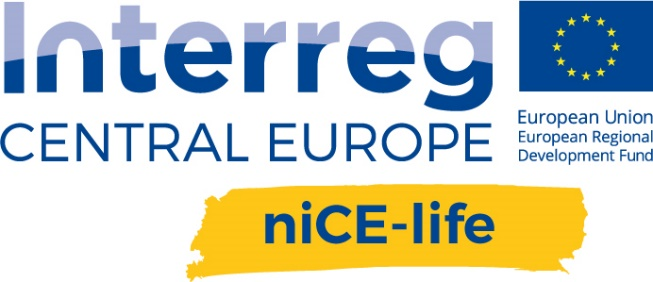 Interreg
CENTRAL EUROPE
European Union
European Regional
Development Fund
niCE-life